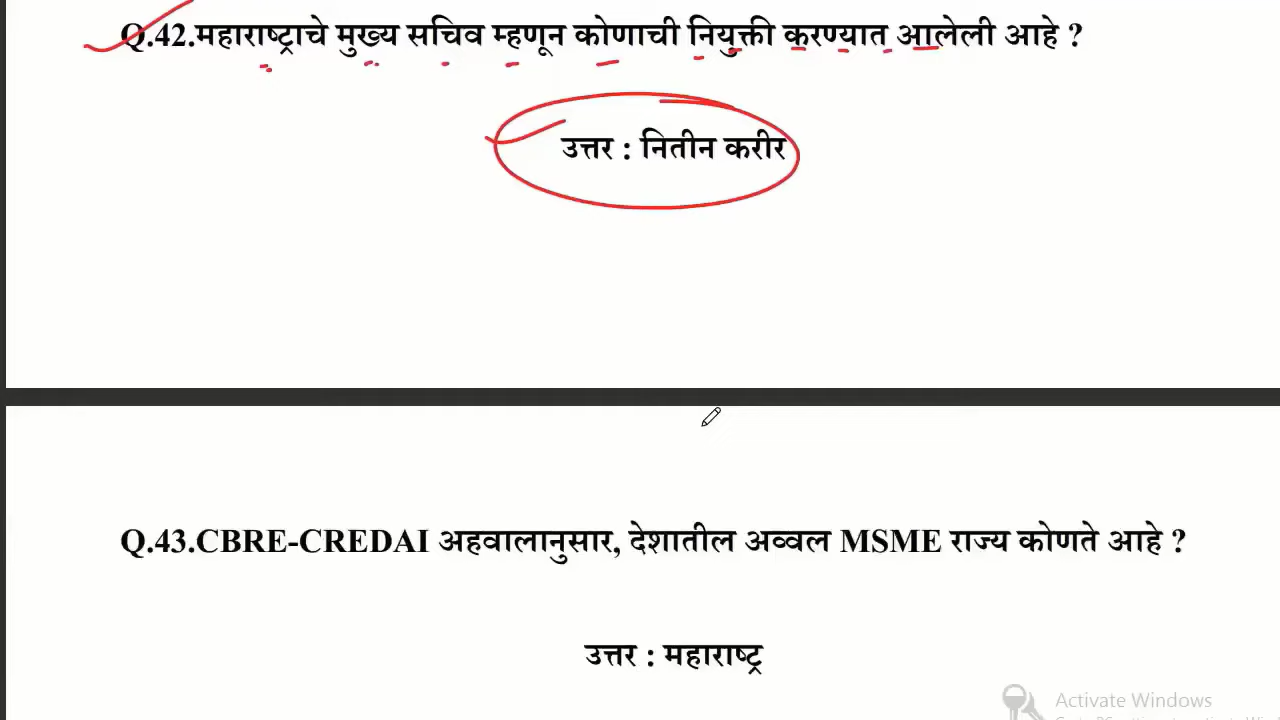 Q.42.महाराष्ट्राचे मुख्य सचिव म्हणून कोणाची नियुक्ती करण्यात आलेली आहे ?
उत्तर : नितीन करीर
Q.43.CBRE-CREDAI अहवालानुसार, देशातील अव्वल MSME राज्य कोणते आहे ?
उत्तर : महाराष्ट्र
Activate Windows